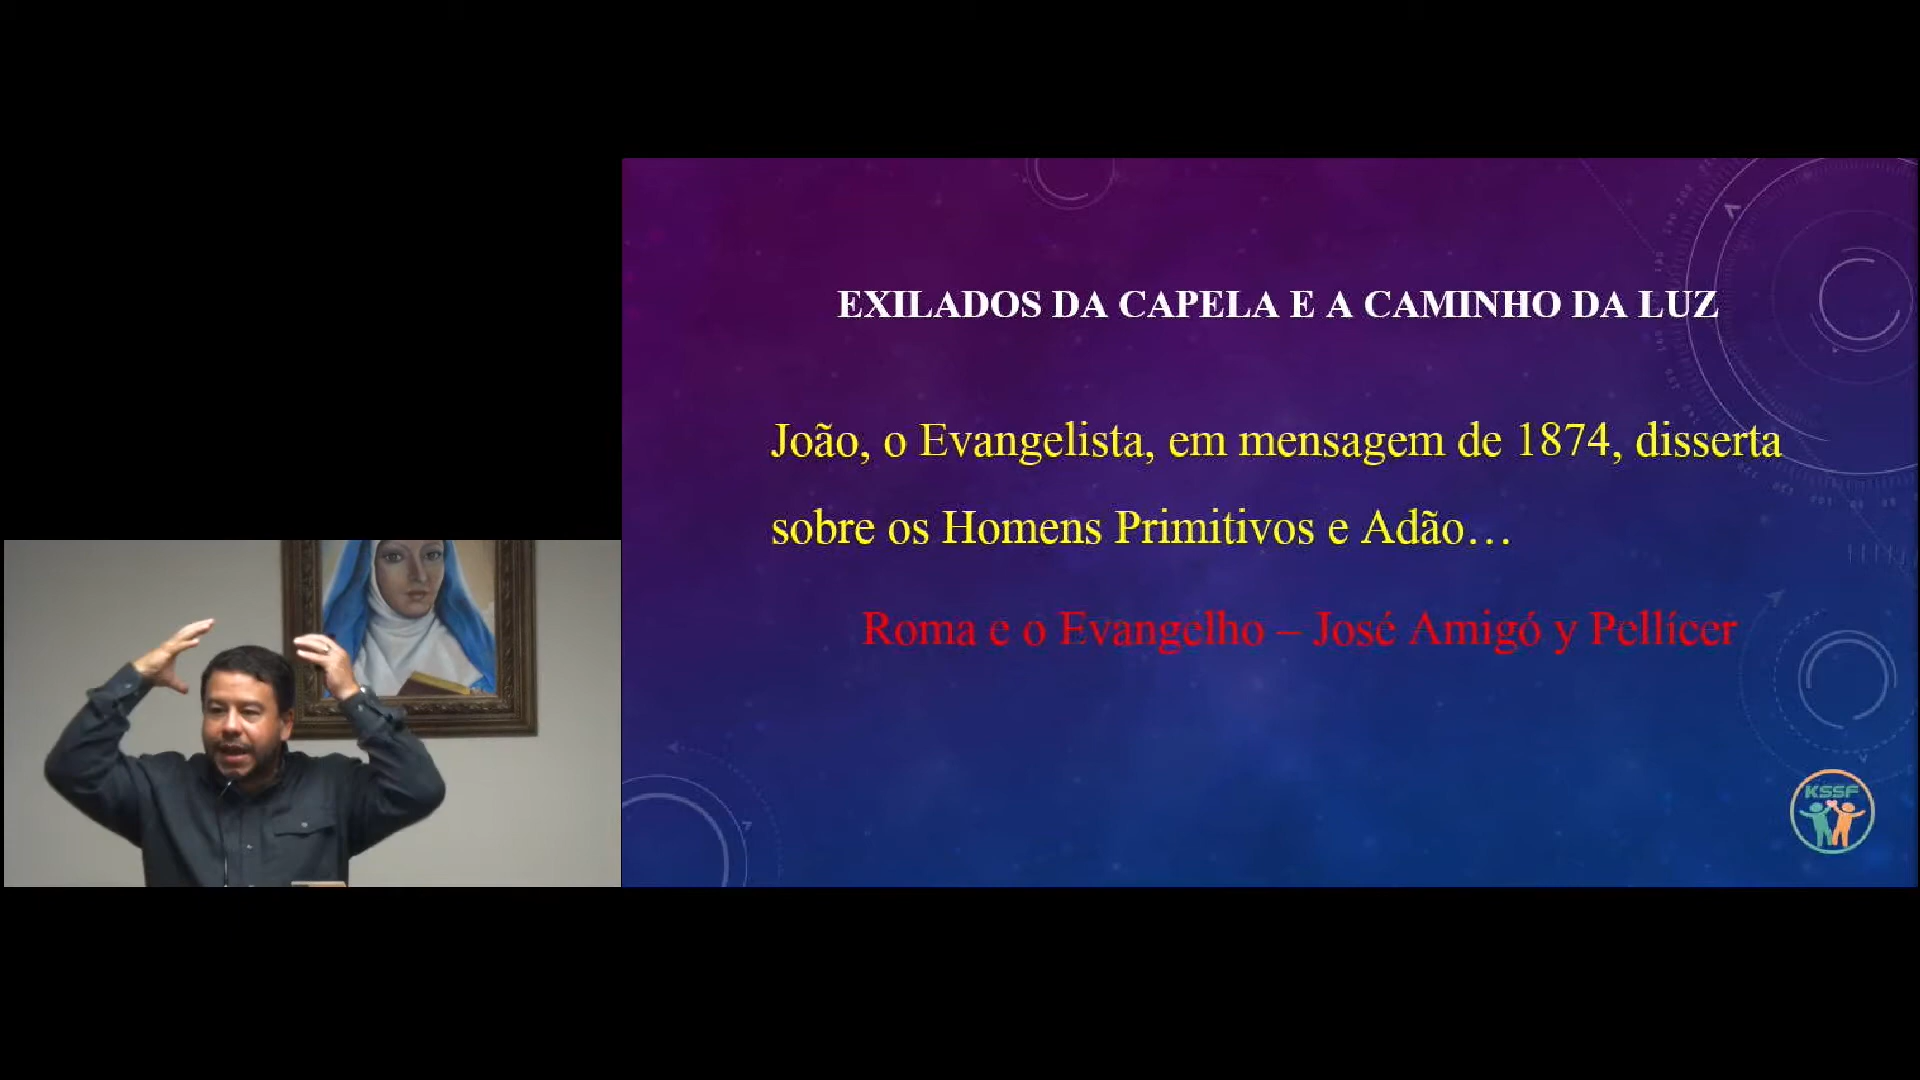 EXILADOS DA CAPELA E A CAMINHO DA LUZ
João, o Evangelista, em mensagem de 1874, disserta
sobre os Homens Primitivos e Adão…
Roma e o Evangelho – José Amigó y Pellícer
KSSF